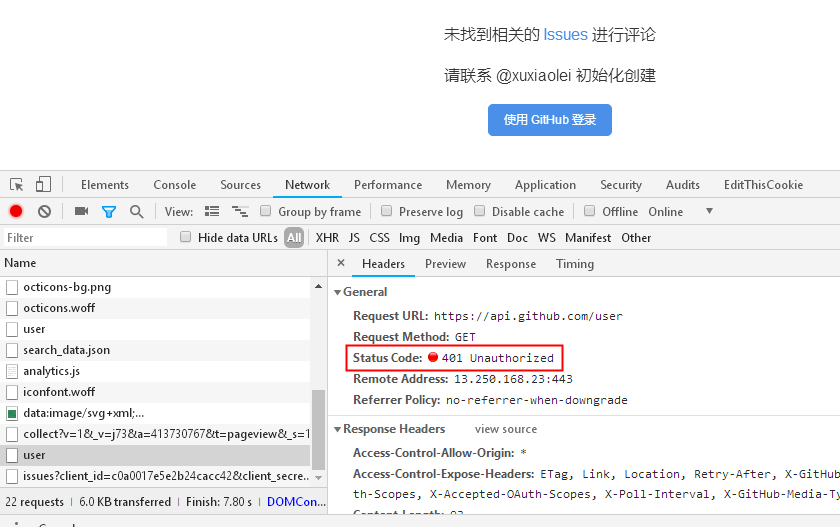 未找到相关的 Issues 进行评论
请联系 @xuxiaolei 初始化创建
使用 GitHub 登录
Elements Console Sources Network Performance Memory Application Security Audits EditThisCookie
View: Group by frame Preserve log Disable cache Offline Online
Filter Hide data URLs All XHR JS CSS Img Media Font Doc WS Manifest Other
Name
octicons-bg.png
octicons.woff
user
search_data.json
analytics.js
iconfont.woff
data:image/svg+xml;...
collect?v=1&_v=j73&a=413730767&t=pageview&_s=1
user
issues?client_id=c0a0017e5e2b24cacc42&client_secre...
22 requests | 6.0 KB transferred | Finish: 7.80 s | DOMCon...
× Headers Preview Response Timing
General
Request URL: https://api.github.com/user
Request Method: GET
Status Code: 401 Unauthorized
Remote Address: 13.250.168.23:443
Referrer Policy: no-referrer-when-downgrade
Response Headers view source
Access-Control-Allow-Origin: *
Access-Control-Expose-Headers: ETag, Link, Location, Retry-After, X-GitHub
th-Scopes, X-Accepted-OAuth-Scopes, X-Poll-Interval, X-GitHub-Media-Ty